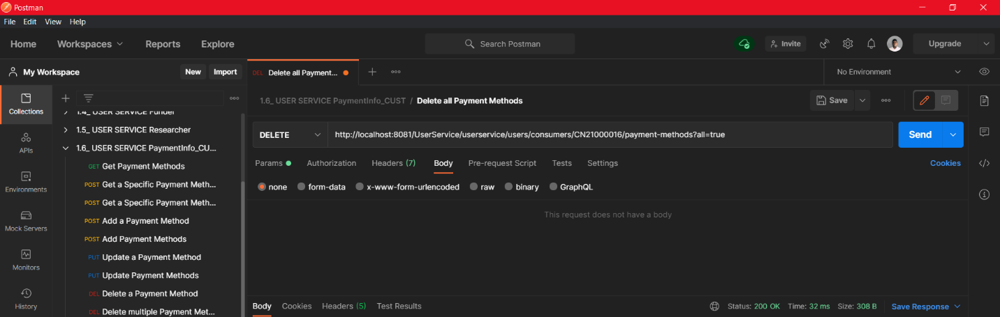 Postman
File Edit View Help
Home Workspaces Reports Explore Search Postman Invite Upgrade
My Workspace New Import DEL Delete all Payment... No Environment
1.6_ USER SERVICE PaymentInfo_CUST / Delete all Payment Methods Save
Collections
1.4_ USER SERVICE Funder
1.5_ USER SERVICE Researcher
DELETE http://localhost:8081/UserService/userservice/users/consumers/CN21000016/payment-methods?all=true Send
APIs
1.6_ USER SERVICE PaymentInfo_CU...
GET Get Payment Methods
Params Authorization Headers (7) Body Pre-request Script Tests Settings Cookies
POST Get a Specific Payment Meth...
none form-data x-www-form-urlencoded raw binary GraphQL
Environments
POST Get a Specific Payment Meth...
This request does not have a body
POST Add a Payment Method
Mock Servers
POST Add Payment Methods
PUT Update a Payment Method
Monitors
PUT Update Payment Methods
DEL Delete a Payment Method
History
DEL Delete multiple Payment Met...
Body Cookies Headers (5) Test Results Status: 200 OK Time: 32 ms Size: 308 B Save Response